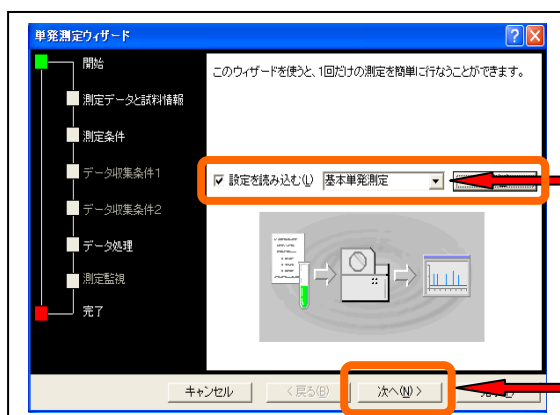 単発測定ウィザード
開始
測定データと試料情報
測定条件
データ収集条件1
データ収集条件2
データ処理
測定監視
完了
このウィザードを使うと、1回だけの測定を簡単に行なうことができます。
設定を読み込む(L) 基本単発測定
キャンセル
< 戻る(B)
次へ(N) >